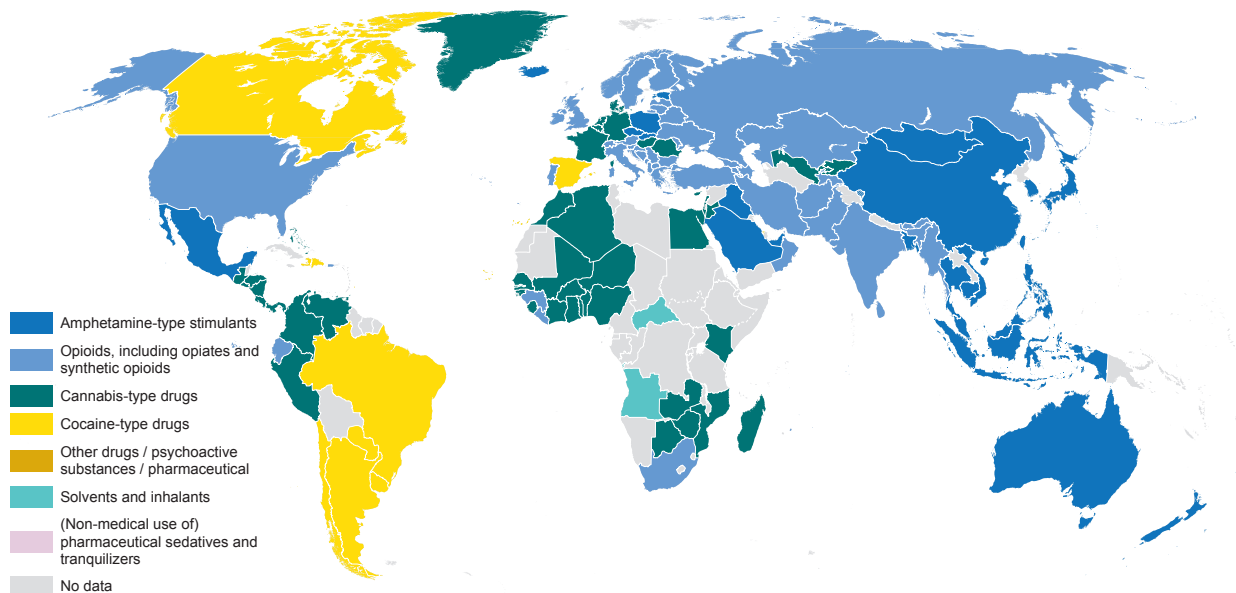 Amphetamine-type stimulants
Opioids, including opiates and
synthetic opioids
Cannabis-type drugs
Cocaine-type drugs
Other drugs / psychoactive
substances / pharmaceutical
Solvents and inhalants
(Non-medical use of)
pharmaceutical sedatives and
tranquilizers
No data